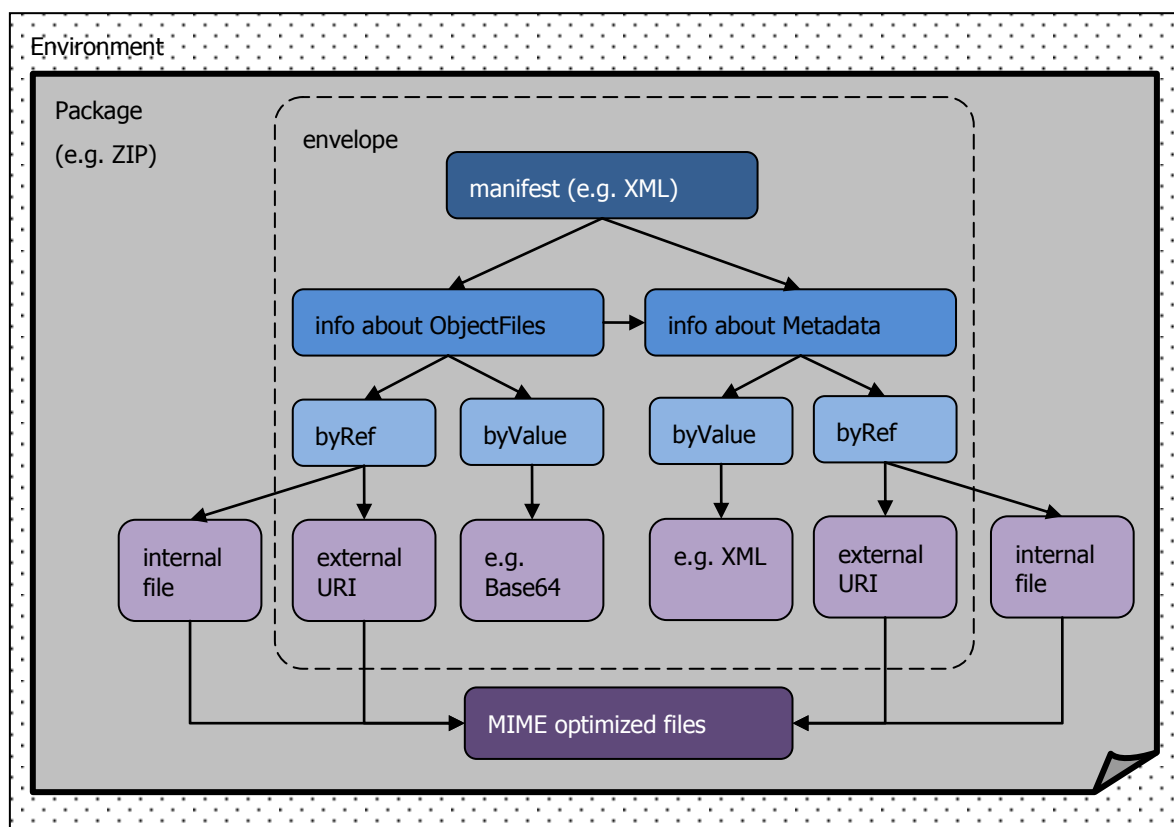 Environment
Package
(e.g. ZIP)
envelope
manifest (e.g. XML)
info about ObjectFiles
info about Metadata
byRef
byValue
byValue
byRef
internal
file
external
URI
e.g.
Base64
e.g. XML
external
URI
internal
file
MIME optimized files